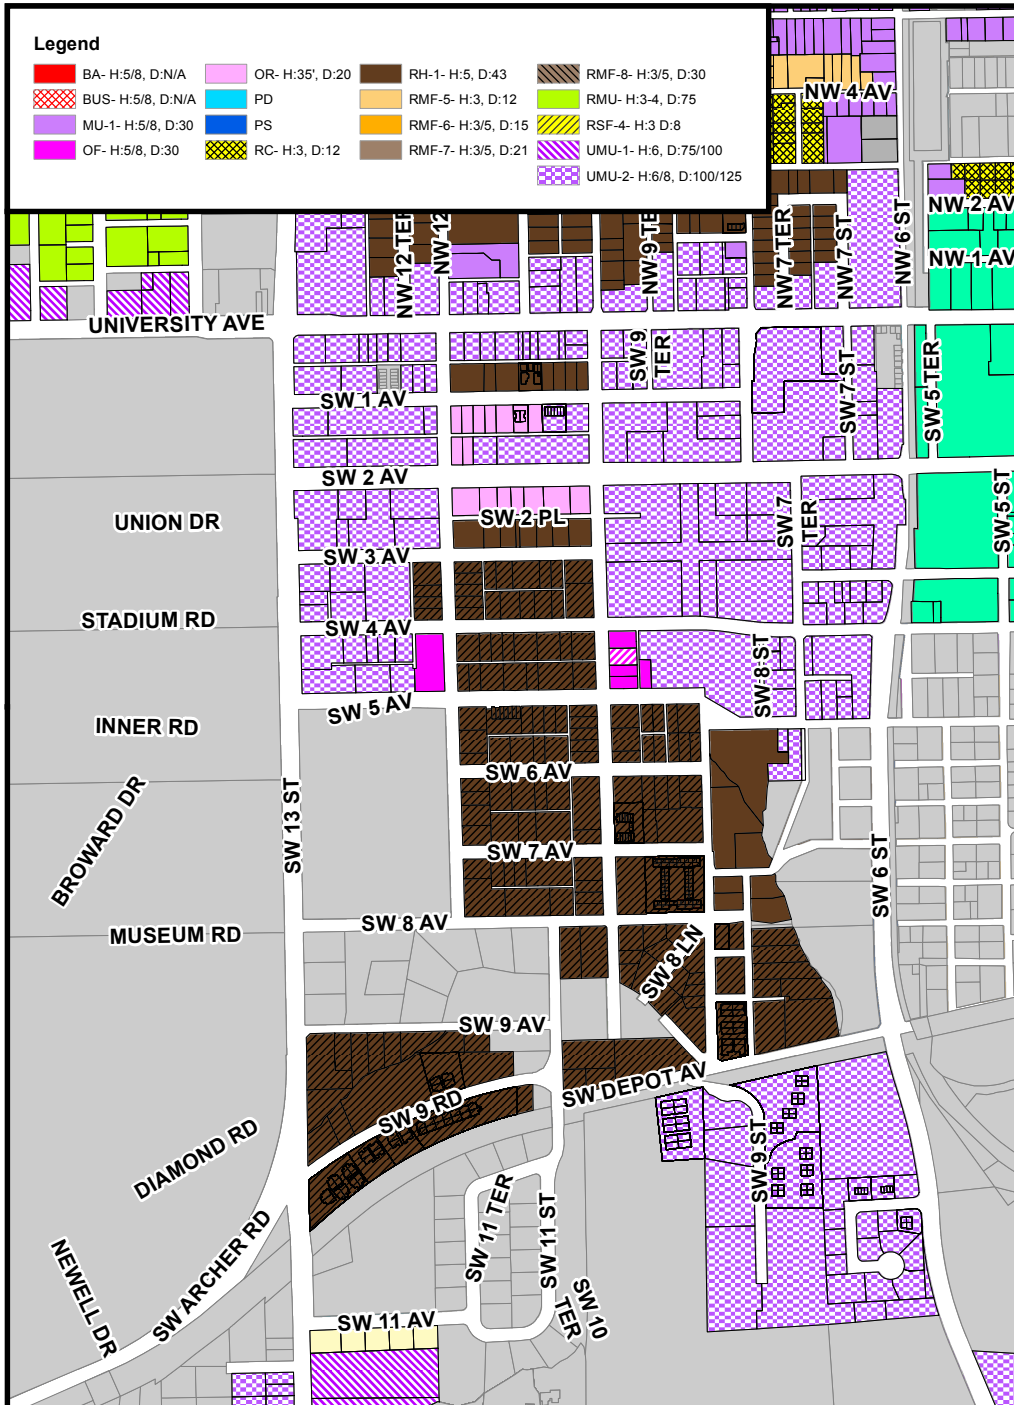 Legend
BA- H:5/8, D:N/A
BUS- H:5/8, D:N/A
MU-1- H:5/8, D:30
OF- H:5/8, D:30
OR- H:35', D:20
PD
PS
RC- H:3, D:12
RH-1- H:5, D:43
RMF-5- H:3, D:12
RMF-6- H:3/5, D:15
RMF-7- H:3/5, D:21
RMF-8- H:3/5, D:30
RMU- H:3-4, D:75
RSF-4- H:3 D:8
UMU-1- H:6, D:75/100
UMU-2- H:6/8, D:100/125
NW 4 AV
NW 2 AV
NW 1 AV
NW 6 ST
NW 7 ST
NW 7 TER
NW 9 TE
NW 12
NW 12 TER
UNIVERSITY AVE
SW 9
TER
SW 7 ST
SW 5 TER
SW 1 AV
SW 2 AV
SW 5 ST
UNION DR
SW 2 PL
SW 7
TER
SW 3 AV
STADIUM RD
SW 4 AV
SW 8 ST
SW 5 AV
INNER RD
SW 6 AV
BROWARD DR
SW 13 ST
SW 7 AV
SW 6 ST
SW 8 AV
MUSEUM RD
SW 8 LN
SW 9 AV
SW DEPOT AV
SW 9 RD
DIAMOND RD
SW 9 ST
SW 11 TER
SW 11 ST
SW 10
TER
NEWELL DR
SW ARCHER RD
SW 11 AV